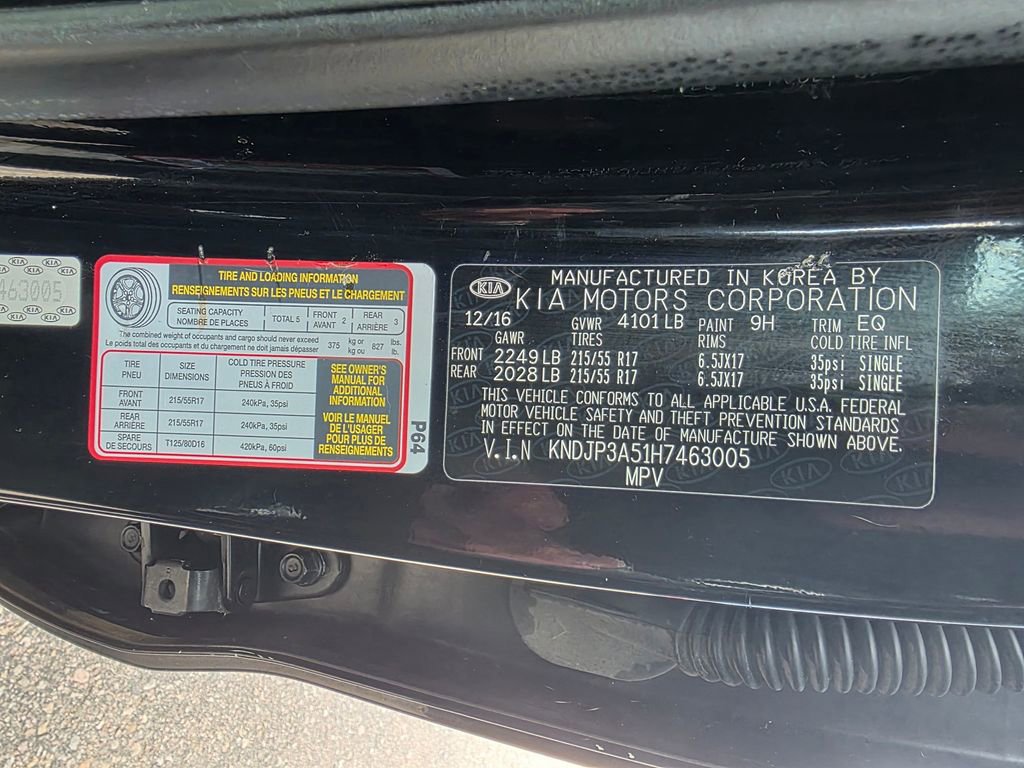 KIA KIA
463005
KIA KIA
TIRE AND LOADING INFORMATION
RENSEIGNEMENTS SUR LES PNEUS ET LE CHARGEMENT
SEATING CAPACITY
NOMBRE DE PLACES
TOTAL 5
FRONT
AVANT 2
REAR
ARRIÈRE 3
The combined weight of occupants and cargo should never exceed 375 kg or 827 lbs.
Le poids total des occupants et du chargement ne doit jamais dépasser kg ou lb.
TIRE
PNEU
SIZE
DIMENSIONS
COLD TIRE PRESSURE
PRESSION DES
PNEUS À FROID
FRONT
AVANT
215/55R17
240kPa, 35psi
REAR
ARRIÈRE
215/55R17
240kPa, 35psi
SPARE
DE SECOURS
T125/80D16
420kPa, 60psi
SEE OWNER'S
MANUAL FOR
ADDITIONAL
INFORMATION
VOIR LE MANUEL
DE L'USAGER
POUR PLUS DE
RENSEIGNEMENTS
P64
KIA
MANUFACTURED IN KOREA BY
KIA MOTORS CORPORATION
12/16 GVWR 4101 LB PAINT 9H TRIM EQ
GAWR TIRES RIMS COLD TIRE INFL
FRONT 2249 LB 215/55 R17 6.5JX17 35psi SINGLE
REAR 2028 LB 215/55 R17 6.5JX17 35psi SINGLE
THIS VEHICLE CONFORMS TO ALL APPLICABLE U.S.A. FEDERAL
MOTOR VEHICLE SAFETY AND THEFT PREVENTION STANDARDS
IN EFFECT ON THE DATE OF MANUFACTURE SHOWN ABOVE.
V.I.N KNDJP3A51H7463005
MPV